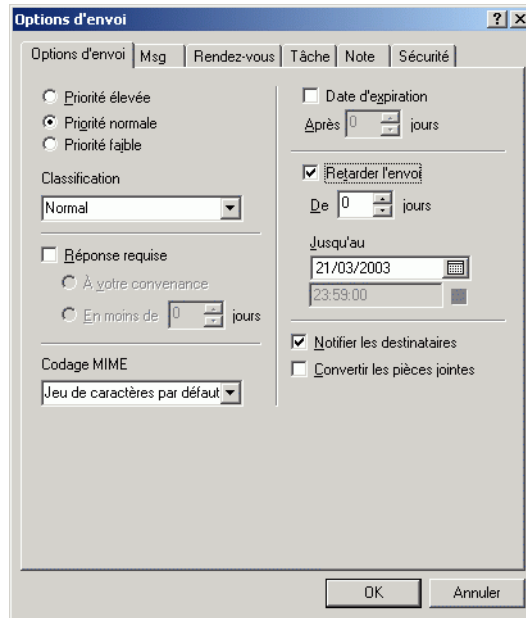 Options d'envoi
Options d'envoi Msg Rendez-vous Tâche Note Sécurité
Priorité élevée
Priorité normale
Priorité faible
Classification
Normal
Réponse requise
À votre convenance
En moins de 0 jours
Codage MIME
Jeu de caractères par défaut
Date d'expiration
Après 0 jours
Retarder l'envoi
De 0 jours
Jusqu'au
21/03/2003
23:59:00
Notifier les destinataires
Convertir les pièces jointes
OK Annuler